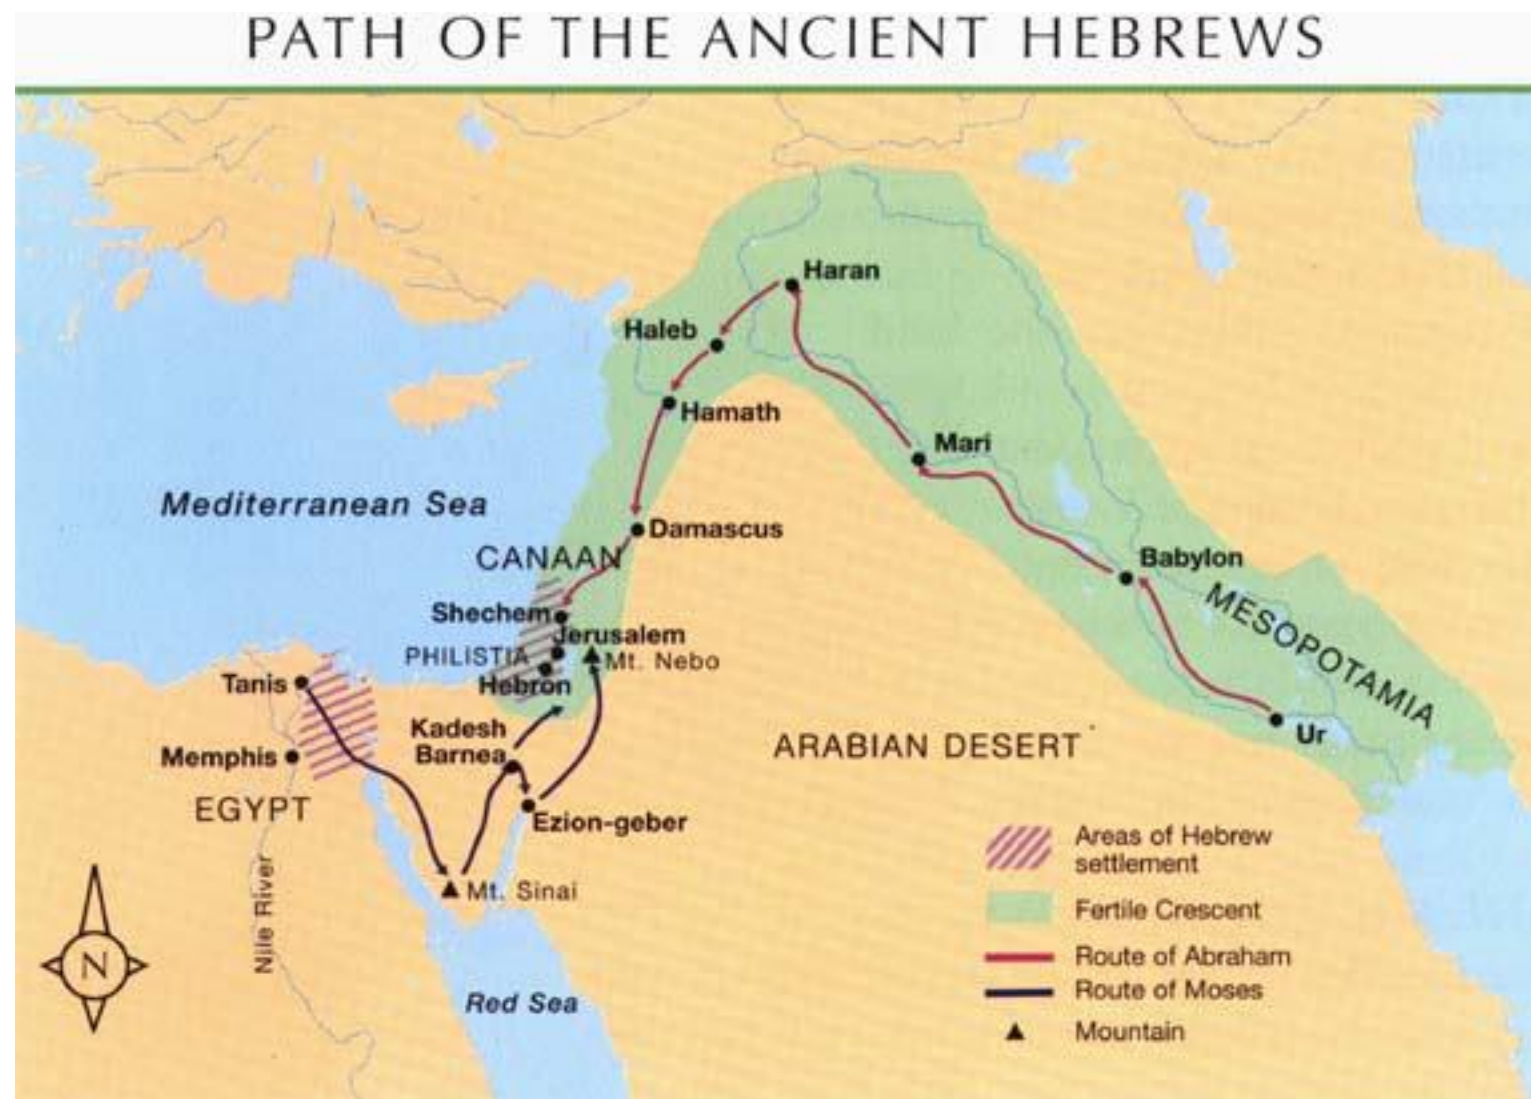 PATH OF THE ANCIENT HEBREWS
Haran
Haleb
Hamath
Mari
Mediterranean Sea
Damascus
CANAAN
Babylon
MESOPOTAMIA
Shechem
Jerusalem
PHILISTIA
Mt. Nebo
Tanis
Hebron
Kadesh
Barnea
Ur
ARABIAN DESERT
Memphis
EGYPT
Ezion-geber
Mt. Sinai
Nile River
Red Sea
N
Areas of Hebrew
settlement
Fertile Crescent
Route of Abraham
Route of Moses
Mountain